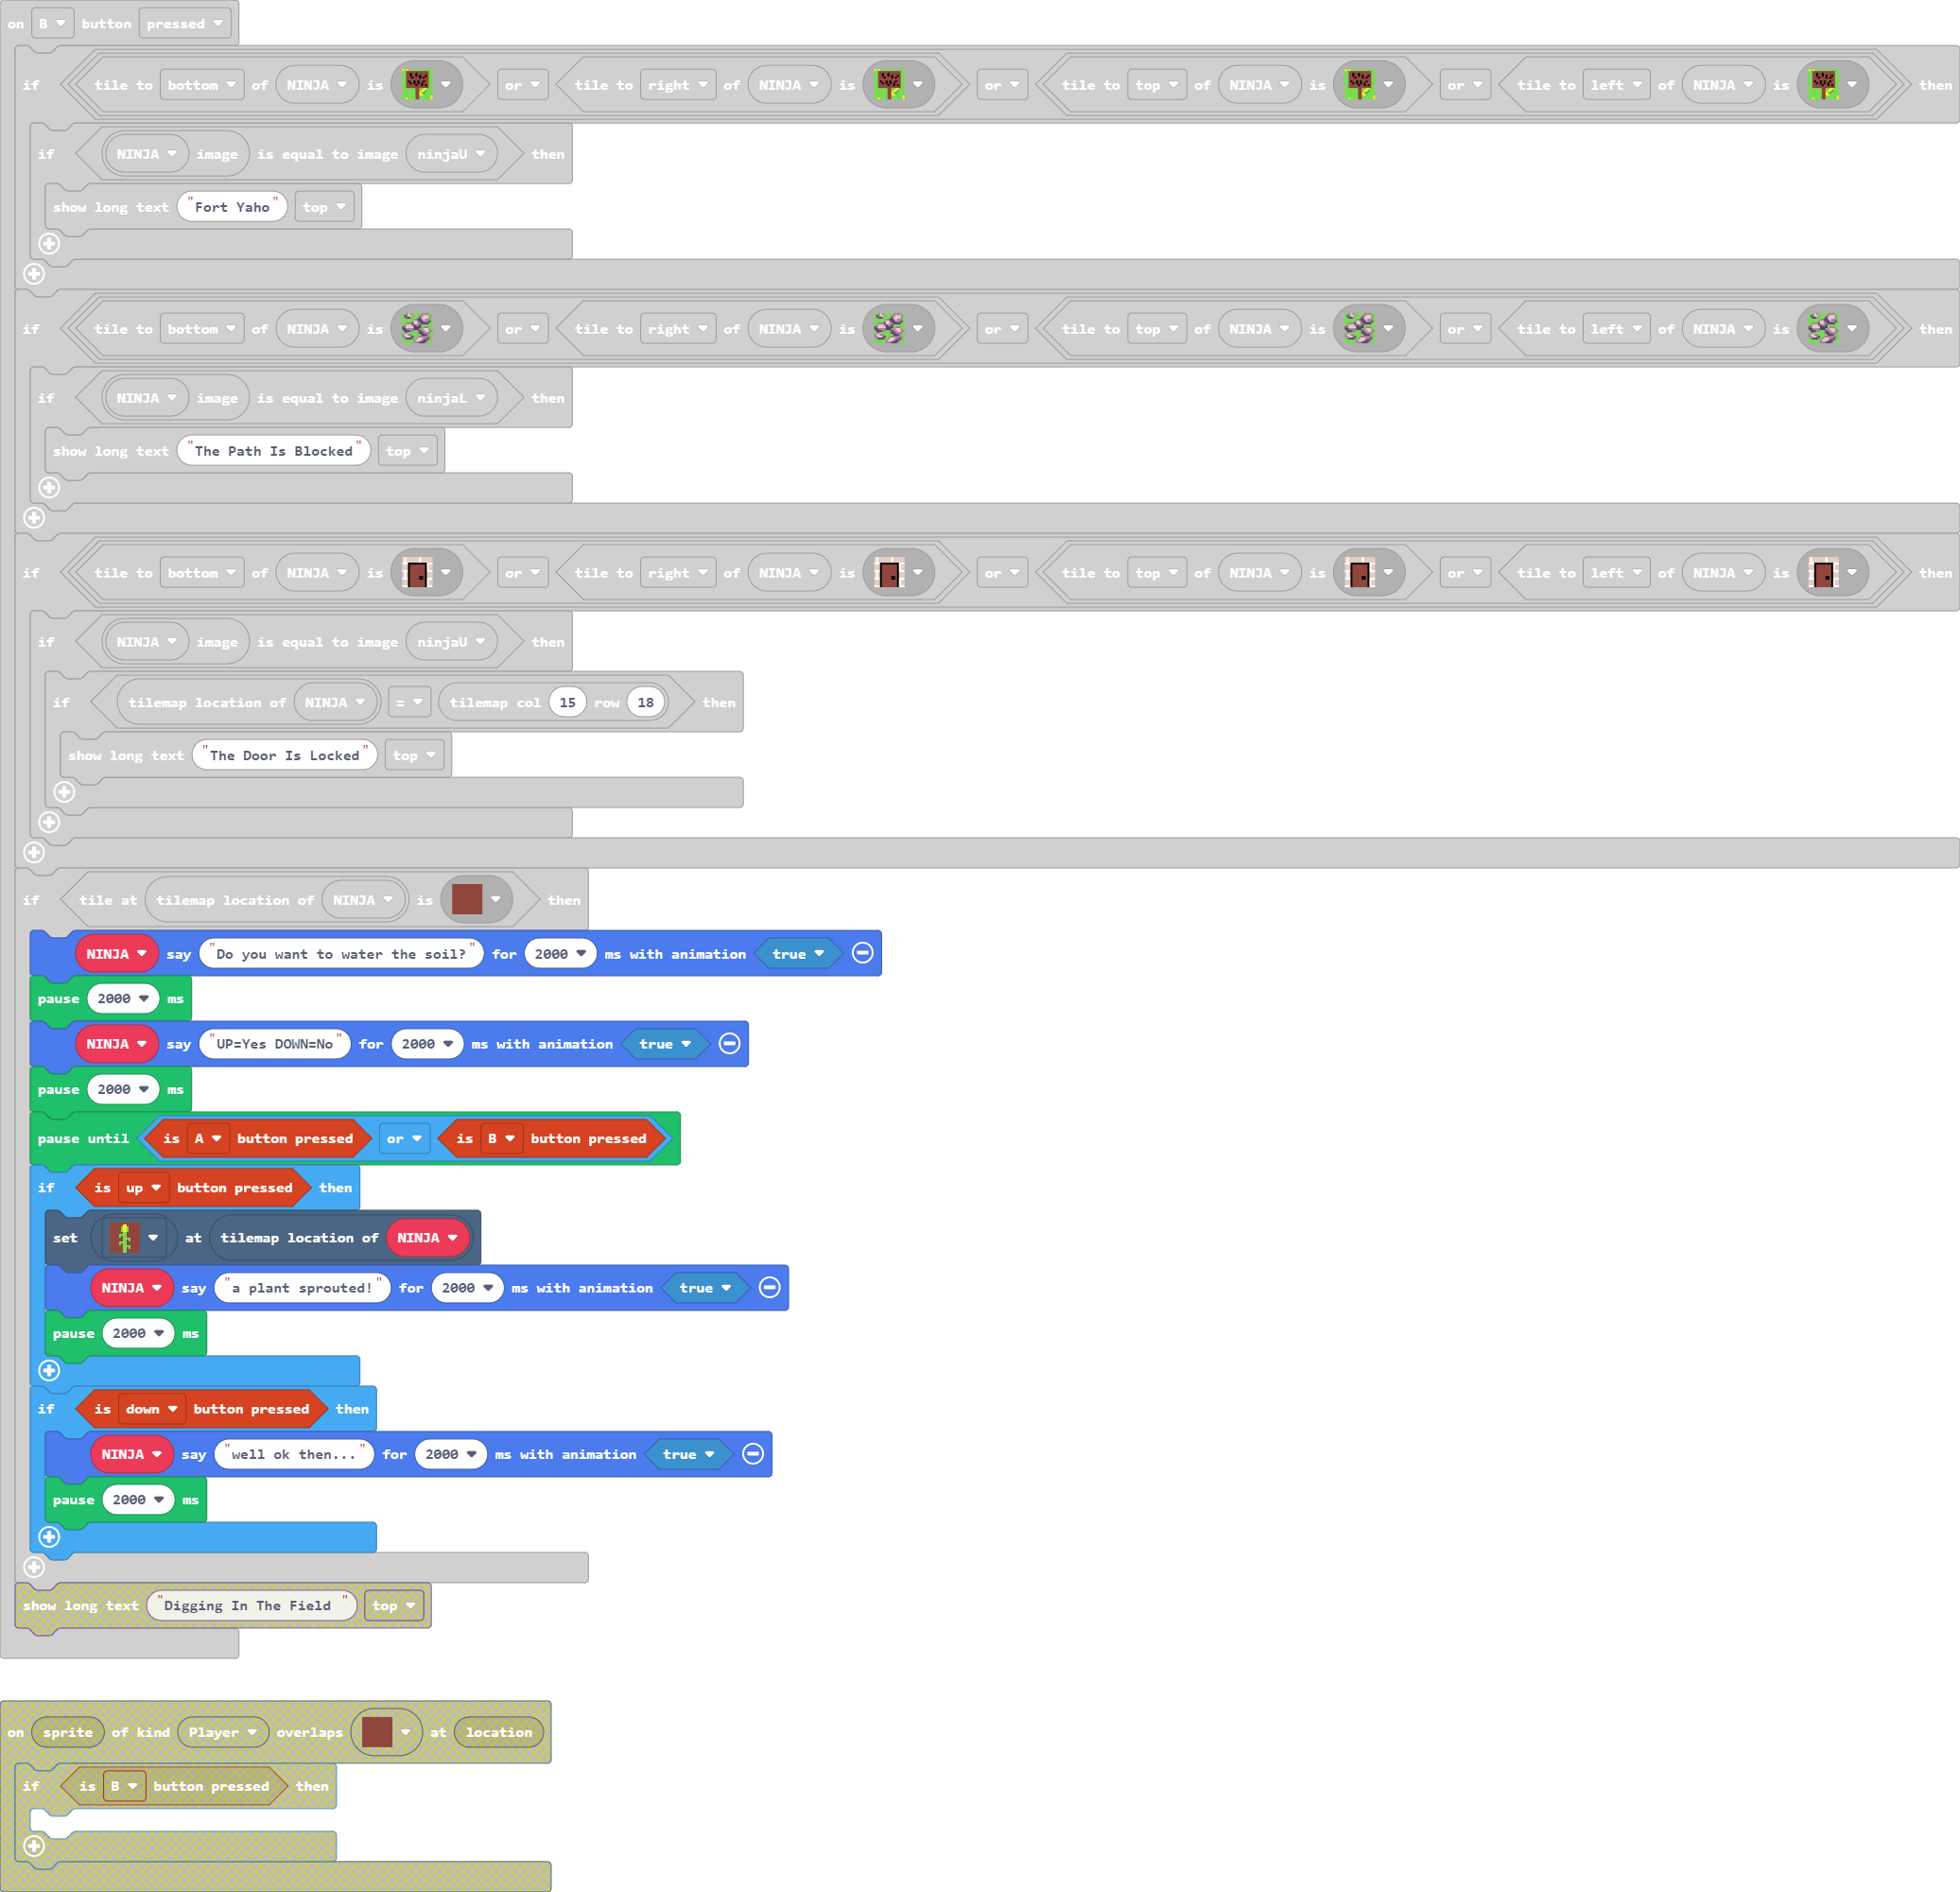 on B button pressed
if tile to bottom of NINJA is or tile to right of NINJA is or tile to top of NINJA is or tile to left of NINJA is then
if NINJA image is equal to image ninjaU then
show long text "Fort Yaho" top
if tile to bottom of NINJA is or tile to right of NINJA is or tile to top of NINJA is or tile to left of NINJA is then
if NINJA image is equal to image ninjaL then
show long text "The Path Is Blocked" top
if tile to bottom of NINJA is or tile to right of NINJA is or tile to top of NINJA is or tile to left of NINJA is then
if NINJA image is equal to image ninjaU then
if tilemap location of NINJA = tilemap col 15 row 18 then
show long text "The Door Is Locked" top
if tile at tilemap location of NINJA is then
NINJA say "Do you want to water the soil?" for 2000 ms with animation true
pause 2000 ms
NINJA say "UP=Yes DOWN=No" for 2000 ms with animation true
pause 2000 ms
pause until is A button pressed or is B button pressed
if is up button pressed then
set at tilemap location of NINJA
NINJA say "a plant sprouted!" for 2000 ms with animation true
pause 2000 ms
if is down button pressed then
NINJA say "well ok then..." for 2000 ms with animation true
pause 2000 ms
show long text "Digging In The Field " top
on sprite of kind Player overlaps at location
if is B button pressed then